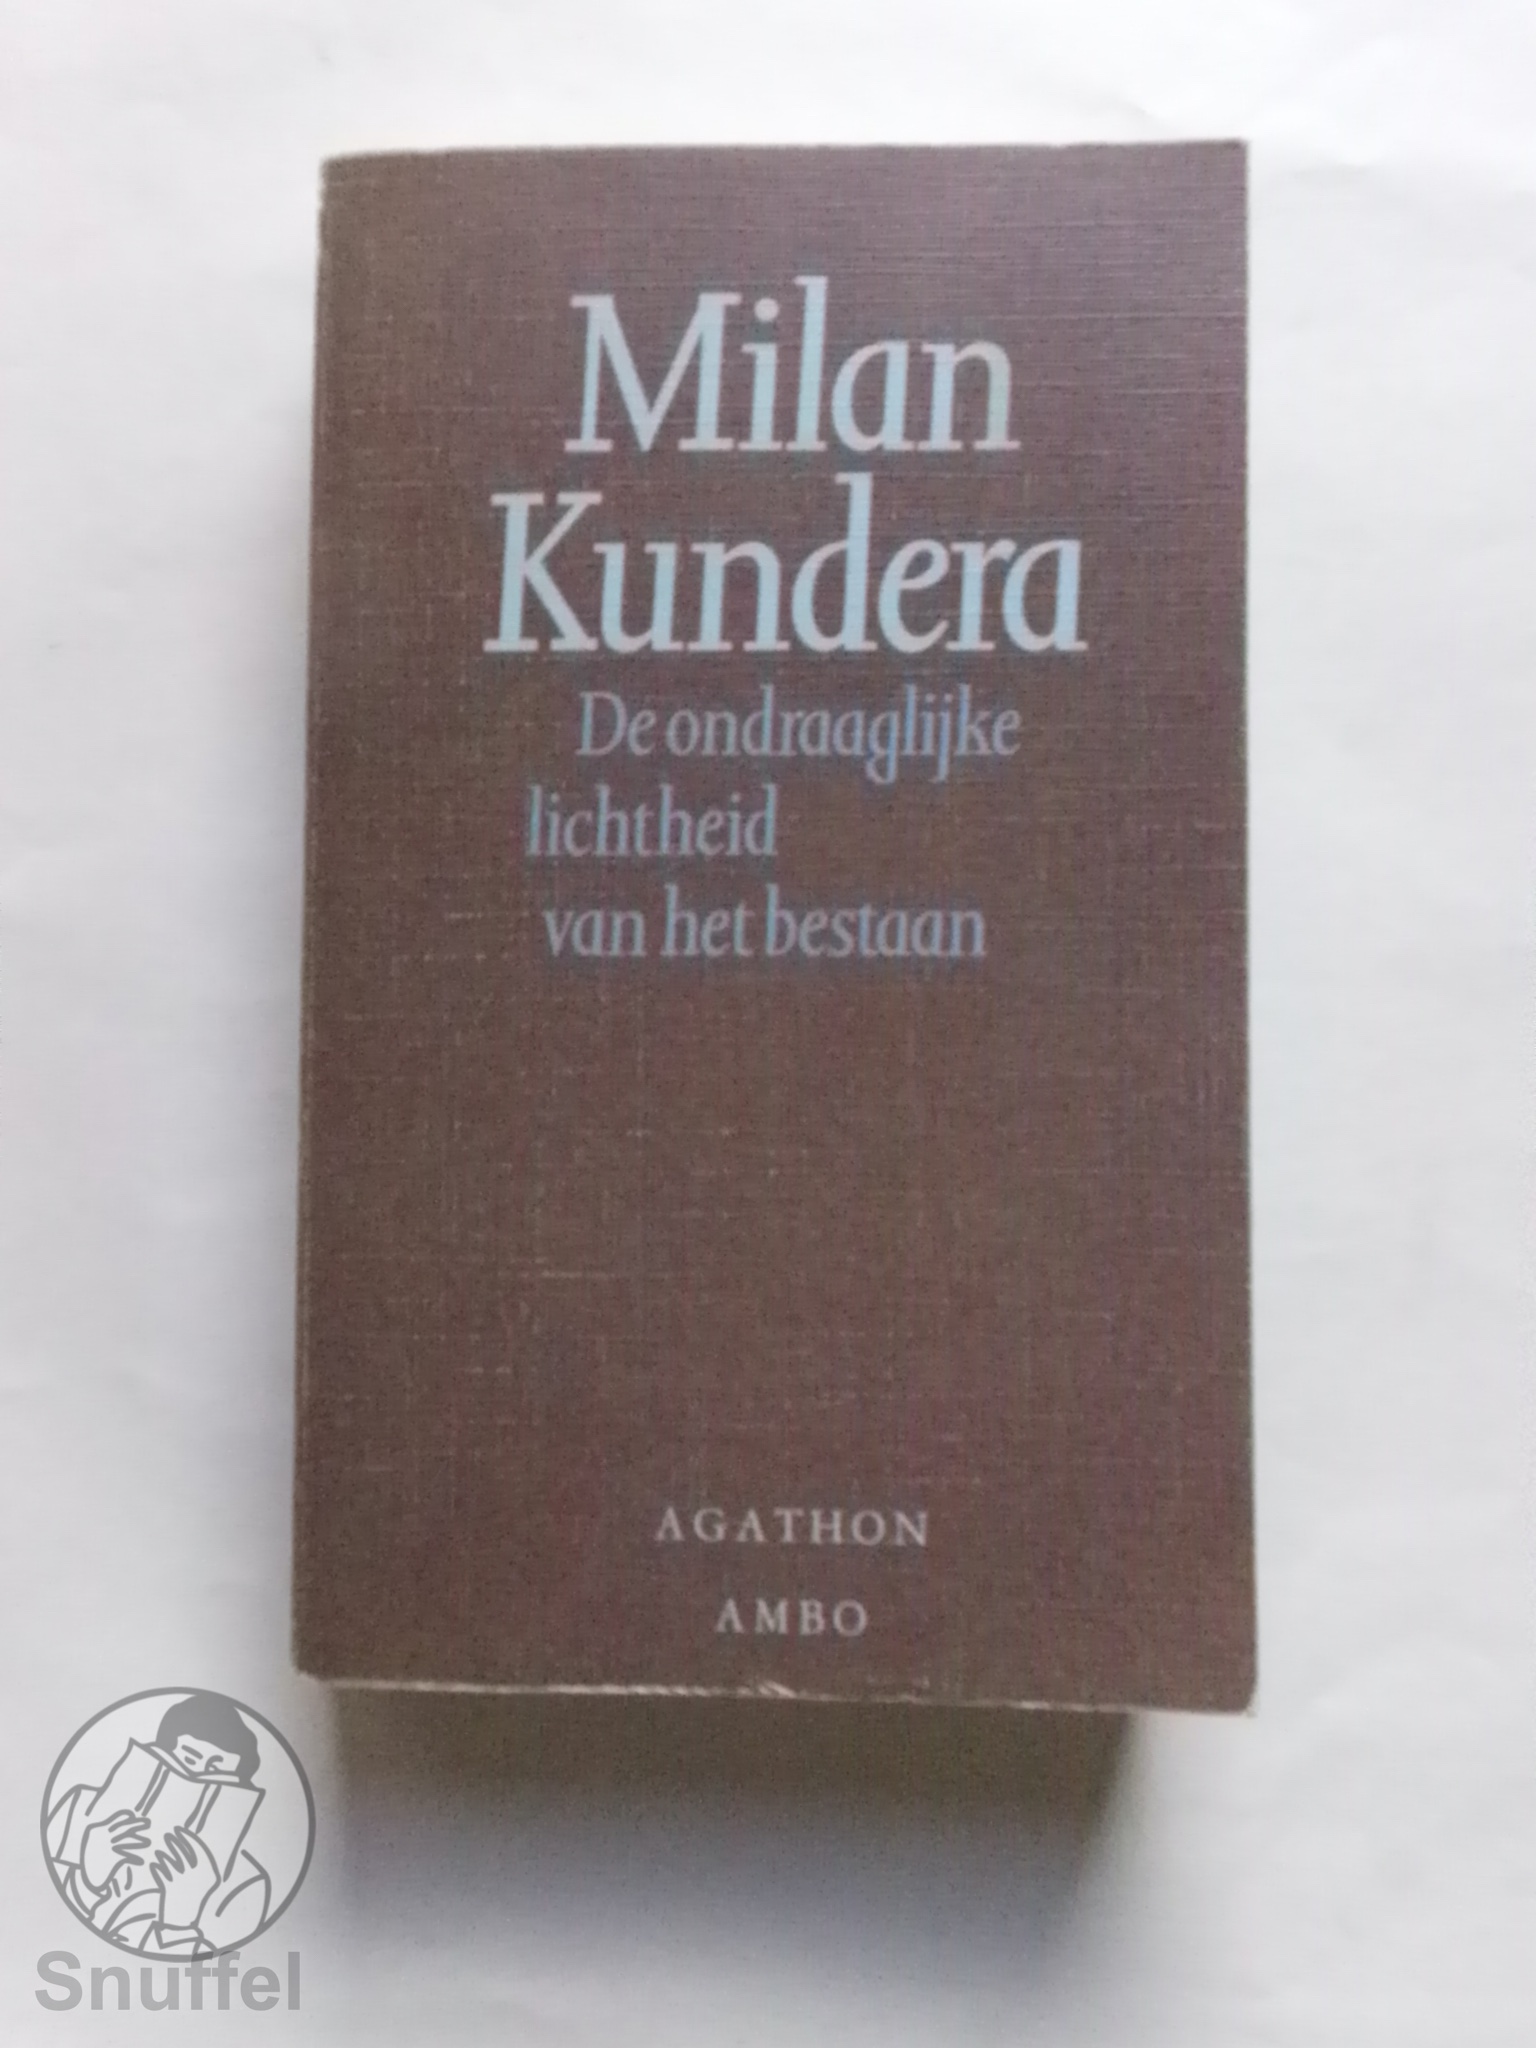 Milan
Kundera
De ondraaglijke
lichtheid
van het bestaan
AGATHON
AMBO
Snuffel